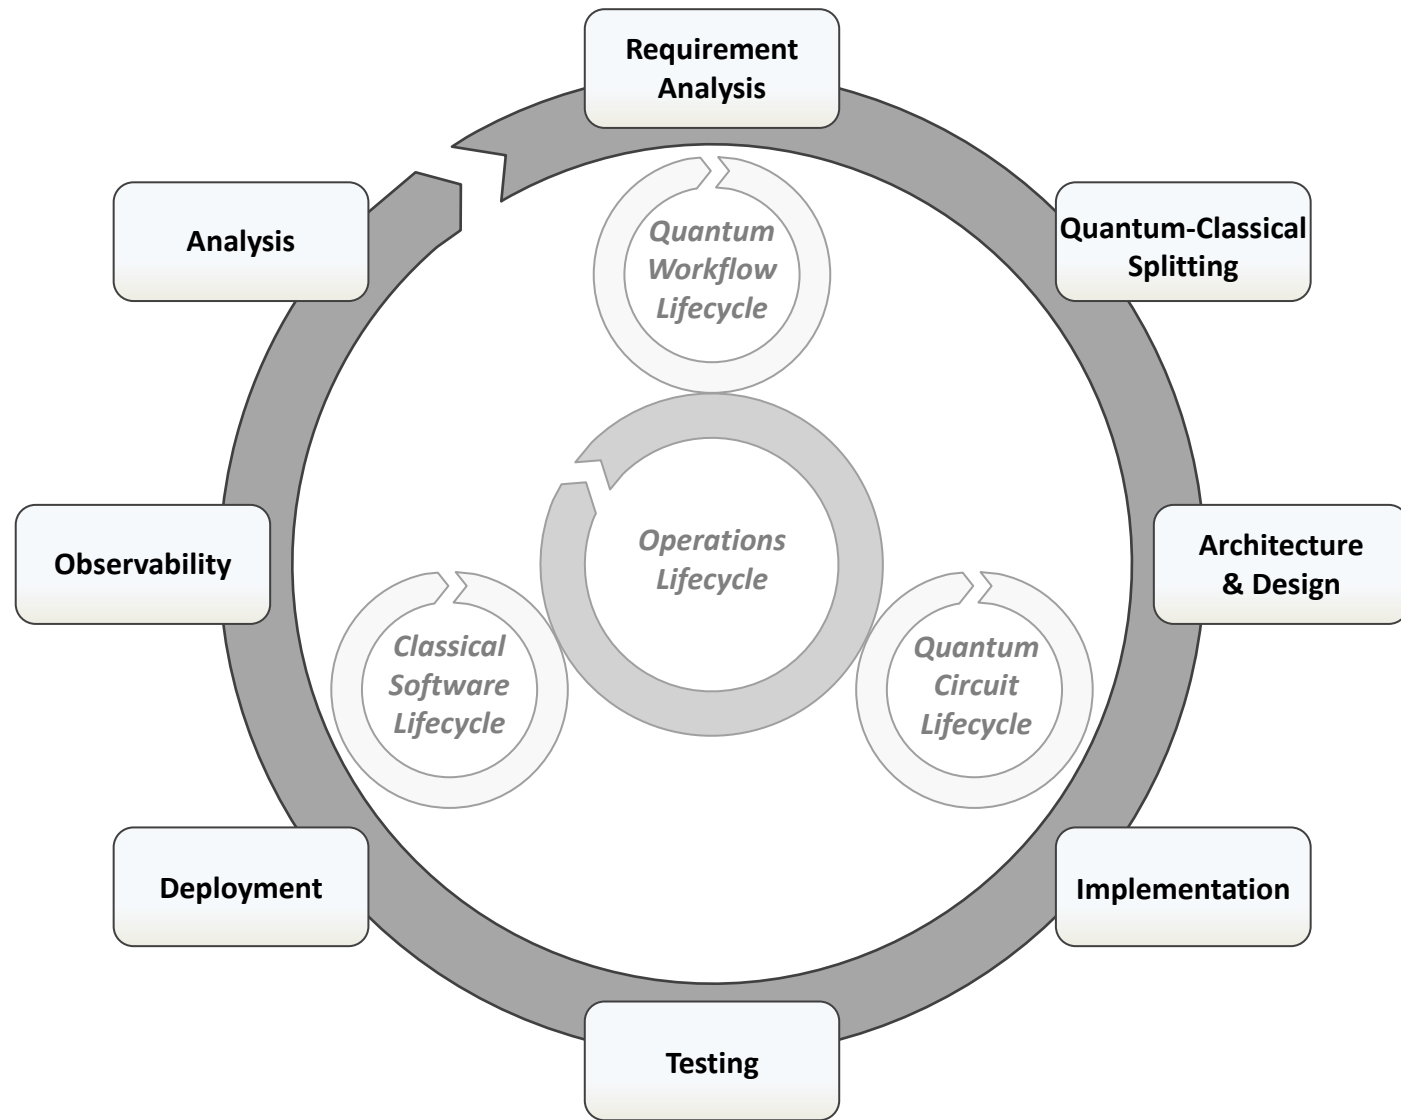 Requirement
Analysis
Quantum-Classical
Splitting
Architecture
& Design
Implementation
Testing
Deployment
Observability
Analysis
Quantum
Workflow
Lifecycle
Operations
Lifecycle
Classical
Software
Lifecycle
Quantum
Circuit
Lifecycle